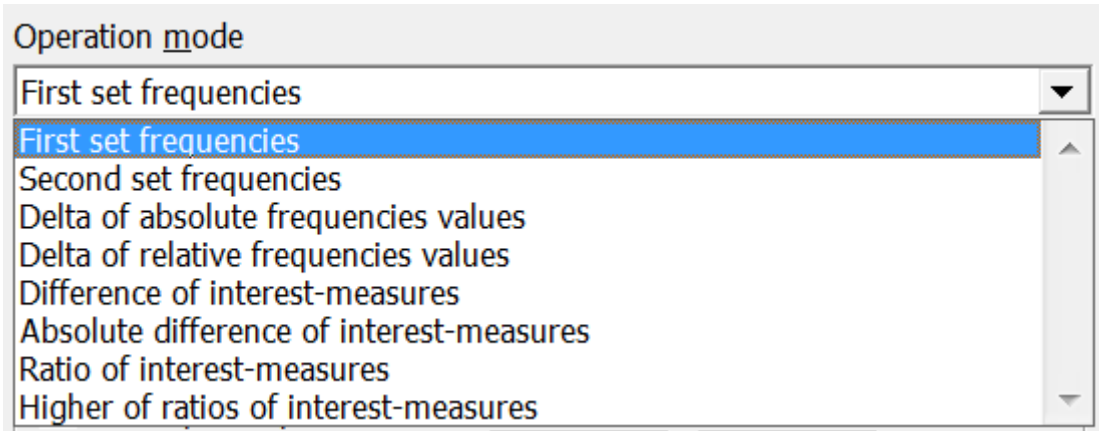 Operation mode
First set frequencies
First set frequencies
Second set frequencies
Delta of absolute frequencies values
Delta of relative frequencies values
Difference of interest-measures
Absolute difference of interest-measures
Ratio of interest-measures
Higher of ratios of interest-measures